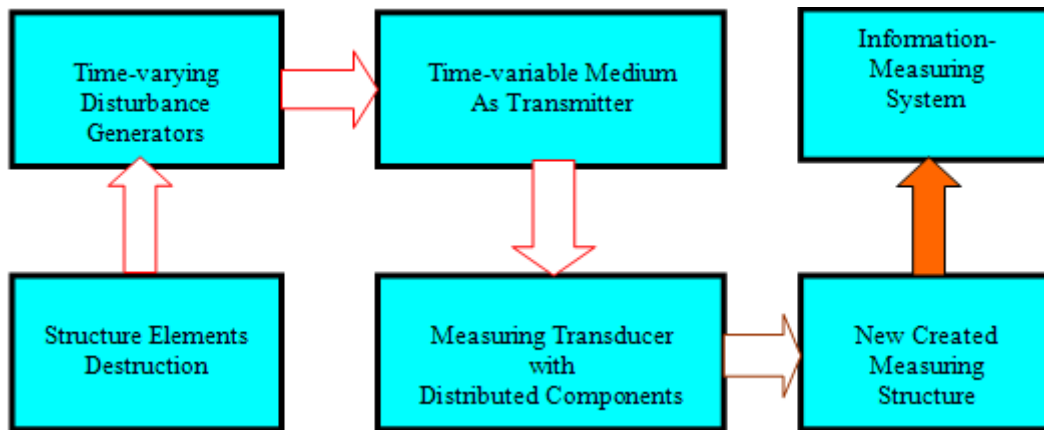 Time-varying
Disturbance
Generators
Time-variable Medium
As Transmitter
Information-
Measuring
System
Structure Elements
Destruction
Measuring Transducer
with
Distributed Components
New Created
Measuring
Structure